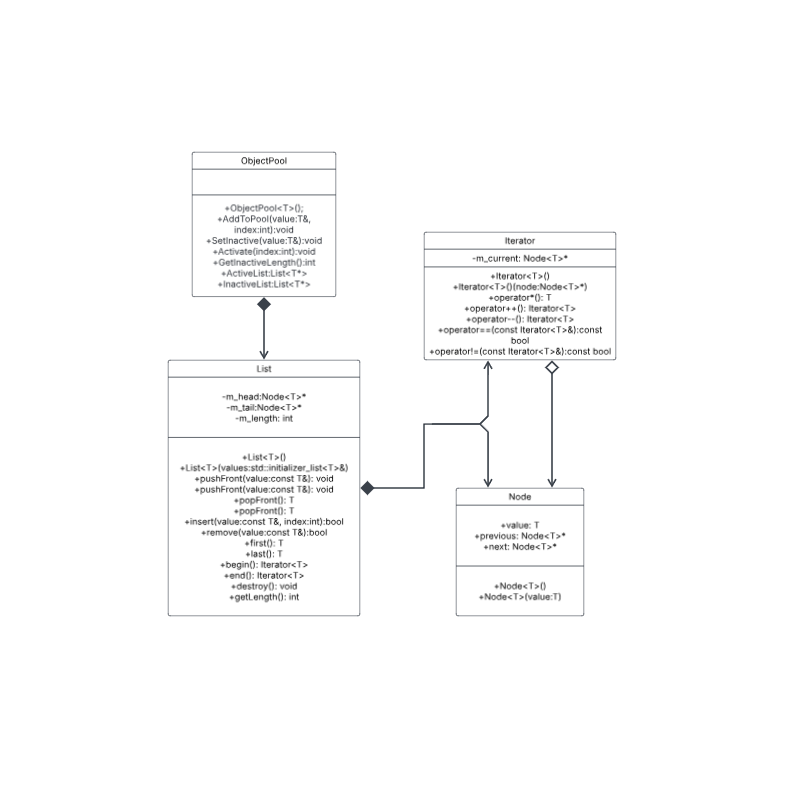 ObjectPool
+ObjectPool<T>();
+AddToPool(value:T&,
index:int):void
+SetInactive(value:T&):void
+Activate(index:int):void
+GetInactiveLength():int
+ActiveList:List<T*>
+InactiveList:List<T*>
Iterator
-m_current: Node<T>*
+Iterator<T>()
+Iterator<T>()(node:Node<T>*)
+operator*(): T
+operator++(): Iterator<T>
+operator--(): Iterator<T>
+operator==(const Iterator<T>&):const
bool
+operator!=(const Iterator<T>&):const bool
List
-m_head:Node<T>*
-m_tail:Node<T>*
-m_length: int
+List<T>()
+List<T>(values:std::initializer_list<T>&)
+pushFront(value:const T&): void
+pushFront(value:const T&): void
+popFront(): T
+popFront(): T
+insert(value:const T&, index:int):bool
+remove(value:const T&):bool
+first(): T
+last(): T
+begin(): Iterator<T>
+end(): Iterator<T>
+destroy(): void
+getLength(): int
Node
+value: T
+previous: Node<T>*
+next: Node<T>*
+Node<T>()
+Node<T>(value:T)